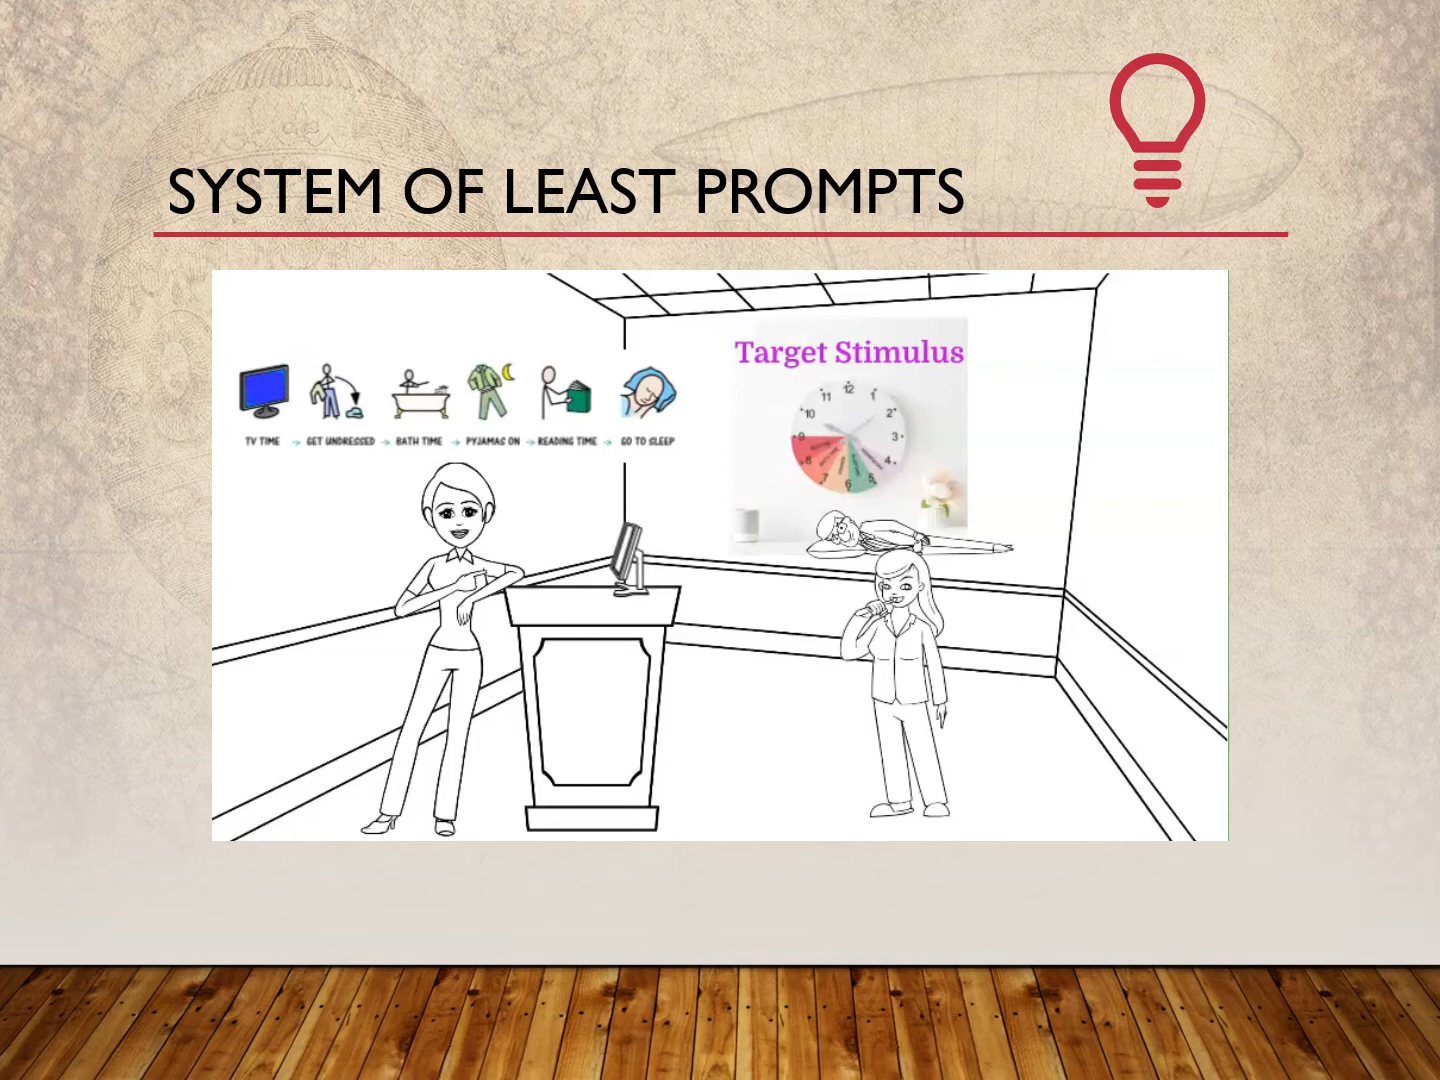 SYSTEM OF LEAST PROMPTS
TV TIME → GET UNDRESSED → BATH TIME → PYJAMAS ON → READING TIME → GO TO SLEEP
Target Stimulus
12
11 1
10 2
9 3
8 4
7 6 5